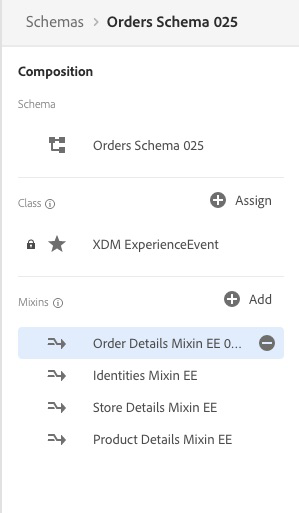 Schemas > Orders Schema 025
Composition
Schema
Orders Schema 025
Class
Assign
XDM ExperienceEvent
Mixins
Add
Order Details Mixin EE 0...
Identities Mixin EE
Store Details Mixin EE
Product Details Mixin EE